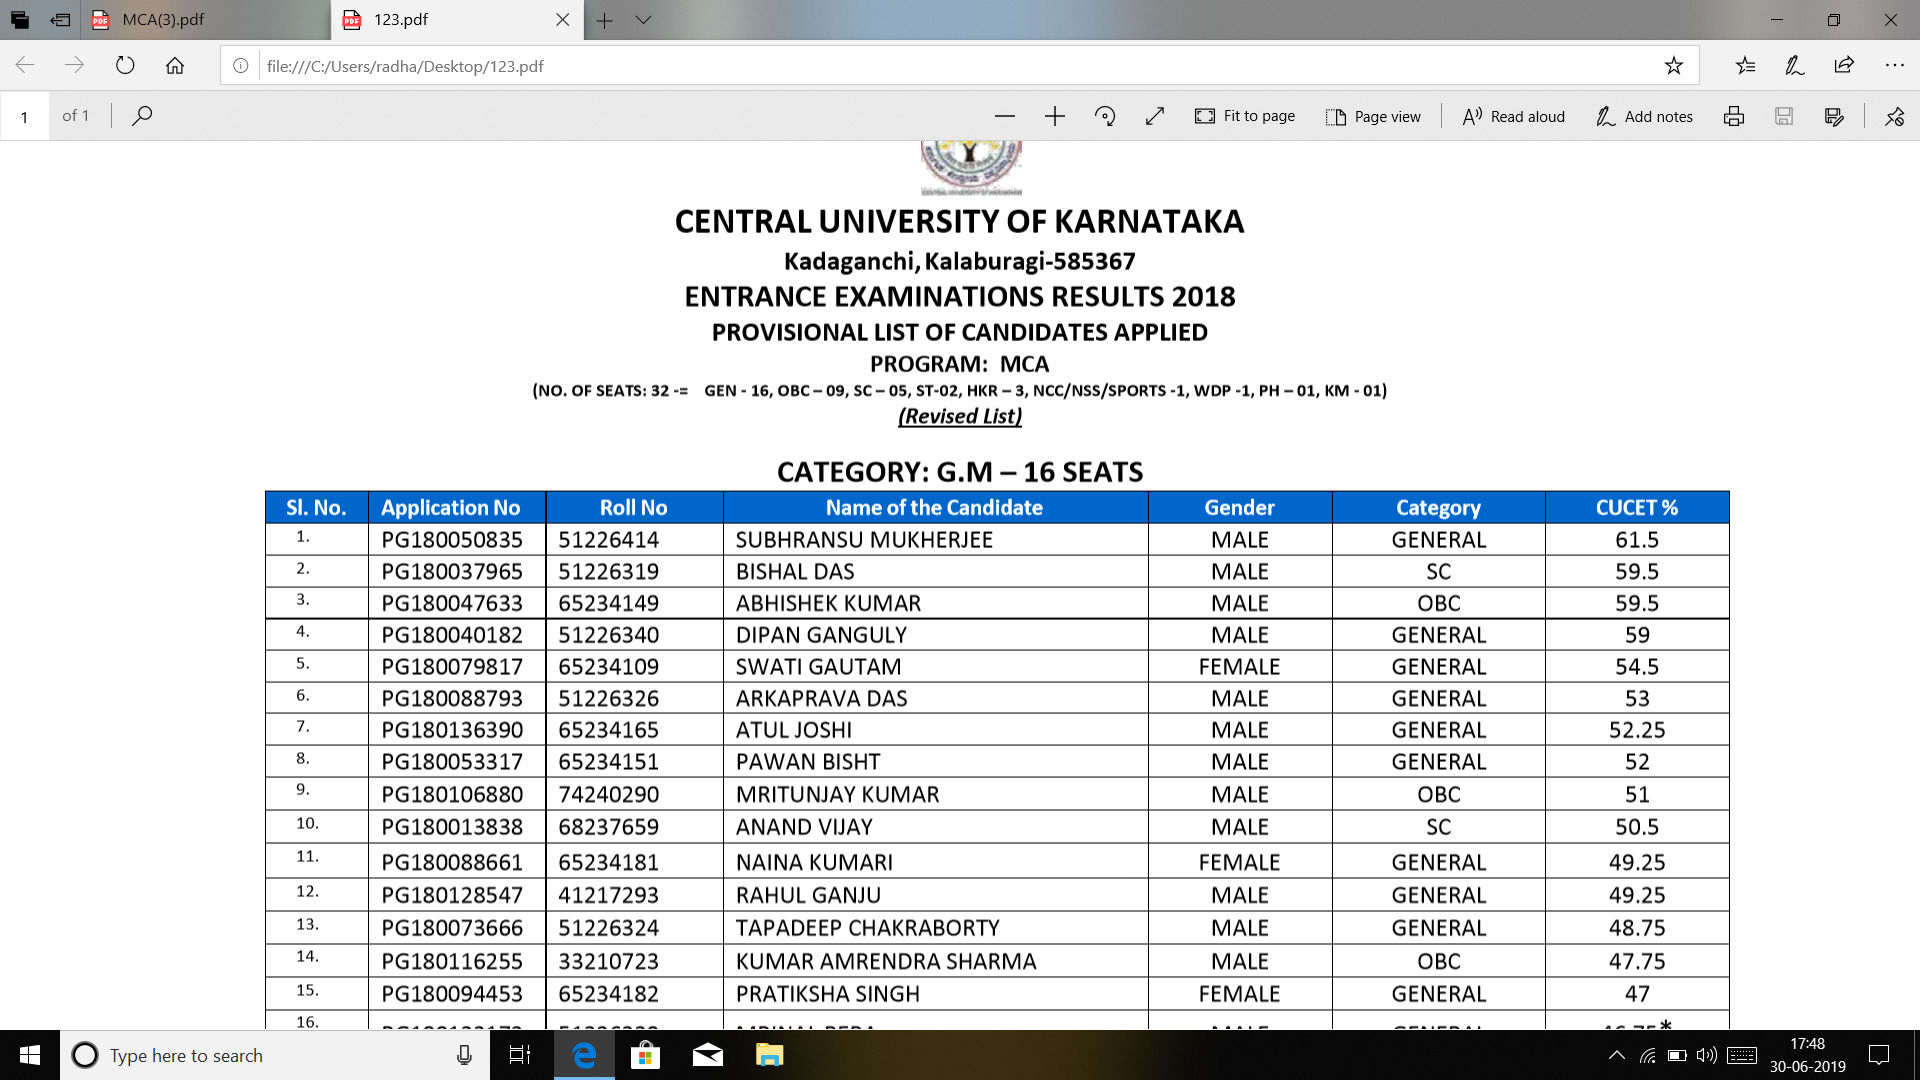 MCA(3).pdf 123.pdf
file:///C:/Users/radha/Desktop/123.pdf
1 of 1 Fit to page Page view Read aloud Add notes
CENTRAL UNIVERSITY OF KARNATAKA
Kadaganchi, Kalaburagi-585367
ENTRANCE EXAMINATIONS RESULTS 2018
PROVISIONAL LIST OF CANDIDATES APPLIED
PROGRAM: MCA
(NO. OF SEATS: 32 -= GEN - 16, OBC – 09, SC – 05, ST-02, HKR – 3, NCC/NSS/SPORTS -1, WDP -1, PH – 01, KM - 01)
(Revised List)
CATEGORY: G.M – 16 SEATS
Sl. No. Application No Roll No Name of the Candidate Gender Category CUCET %
1. PG180050835 51226414 SUBHRANSU MUKHERJEE MALE GENERAL 61.5
2. PG180037965 51226319 BISHAL DAS MALE SC 59.5
3. PG180047633 65234149 ABHISHEK KUMAR MALE OBC 59.5
4. PG180040182 51226340 DIPAN GANGULY MALE GENERAL 59
5. PG180079817 65234109 SWATI GAUTAM FEMALE GENERAL 54.5
6. PG180088793 51226326 ARKAPRAVA DAS MALE GENERAL 53
7. PG180136390 65234165 ATUL JOSHI MALE GENERAL 52.25
8. PG180053317 65234151 PAWAN BISHT MALE GENERAL 52
9. PG180106880 74240290 MRITUNJAY KUMAR MALE OBC 51
10. PG180013838 68237659 ANAND VIJAY MALE SC 50.5
11. PG180088661 65234181 NAINA KUMARI FEMALE GENERAL 49.25
12. PG180128547 41217293 RAHUL GANJU MALE GENERAL 49.25
13. PG180073666 51226324 TAPADEEP CHAKRABORTY MALE GENERAL 48.75
14. PG180116255 33210723 KUMAR AMRENDRA SHARMA MALE OBC 47.75
15. PG180094453 65234182 PRATIKSHA SINGH FEMALE GENERAL 47
16. MALE GENERAL
Type here to search
17:48
30-06-2019